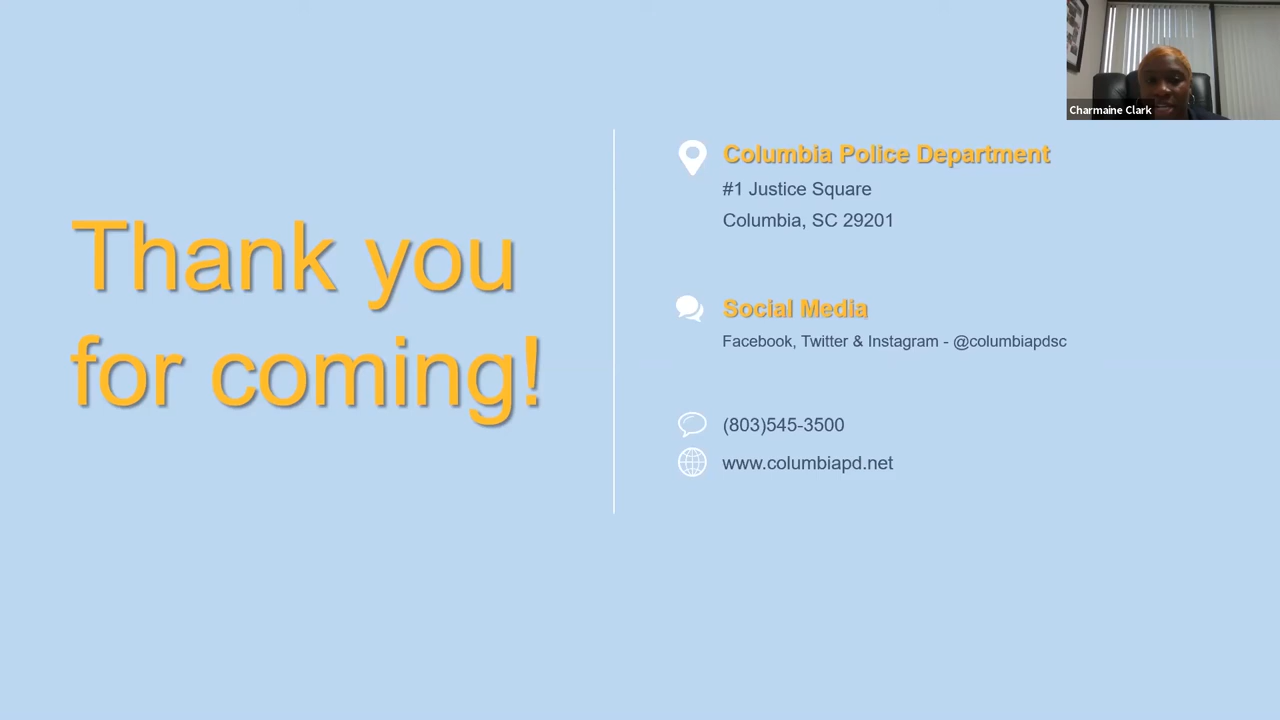 Charmaine Clark
Thank you
for coming!
Columbia Police Department
#1 Justice Square
Columbia, SC 29201
Social Media
Facebook, Twitter & Instagram - @columbiapdsc
(803)545-3500
www.columbiapd.net